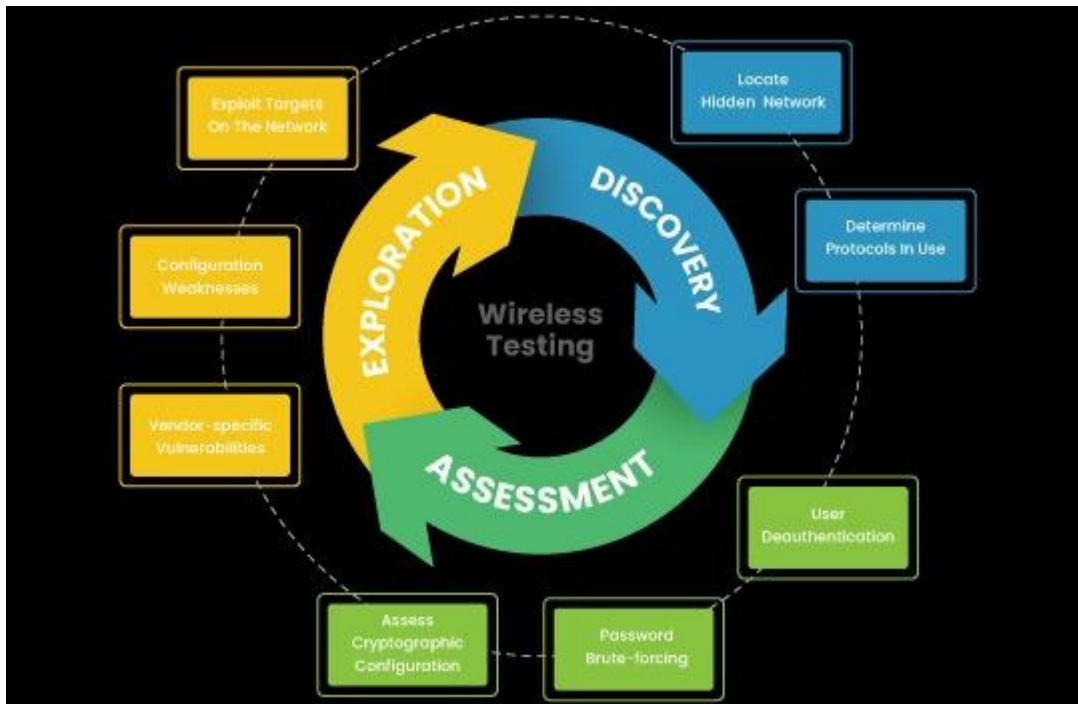 Locate
Hidden Network
Determine
Protocols In Use
User
Deauthentication
Password
Brute-forcing
Assess
Cryptographic
Configuration
Vendor-specific
Vulnerabilities
Configuration
Weaknesses
Exploit Targets
On The Network
DISCOVERY
ASSESSMENT
EXPLORATION
Wireless
Testing